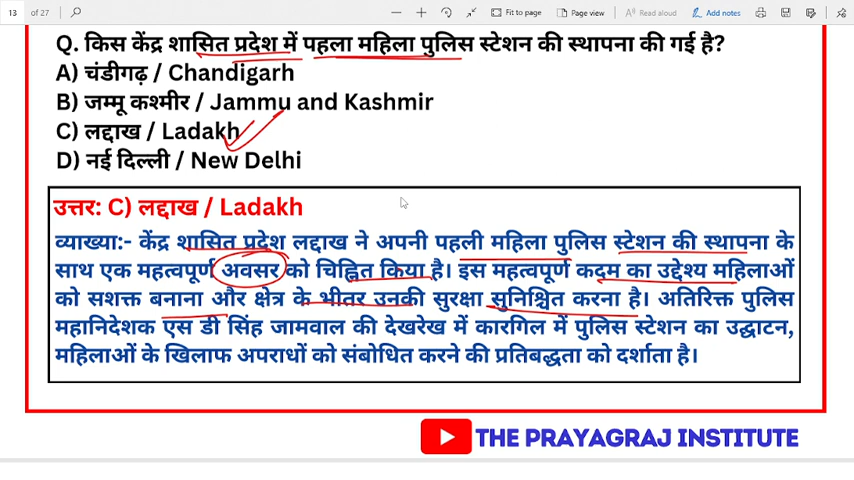 13 of 27
Fit to page
Page view
Read aloud
Add notes
Q. किस केंद्र शासित प्रदेश में पहला महिला पुलिस स्टेशन की स्थापना की गई है?
A) चंडीगढ़ / Chandigarh
B) जम्मू कश्मीर / Jammu and Kashmir
C) लद्दाख / Ladakh
D) नई दिल्ली / New Delhi
उत्तर: C) लद्दाख / Ladakh
व्याख्या:- केंद्र शासित प्रदेश लद्दाख ने अपनी पहली महिला पुलिस स्टेशन की स्थापना के
साथ एक महत्वपूर्ण अवसर को चिह्नित किया है। इस महत्वपूर्ण कदम का उद्देश्य महिलाओं
को सशक्त बनाना और क्षेत्र के भीतर उनकी सुरक्षा सुनिश्चित करना है। अतिरिक्त पुलिस
महानिदेशक एस डी सिंह जामवाल की देखरेख में कारगिल में पुलिस स्टेशन का उद्घाटन,
महिलाओं के खिलाफ अपराधों को संबोधित करने की प्रतिबद्धता को दर्शाता है।
THE PRAYAGRAJ INSTITUTE